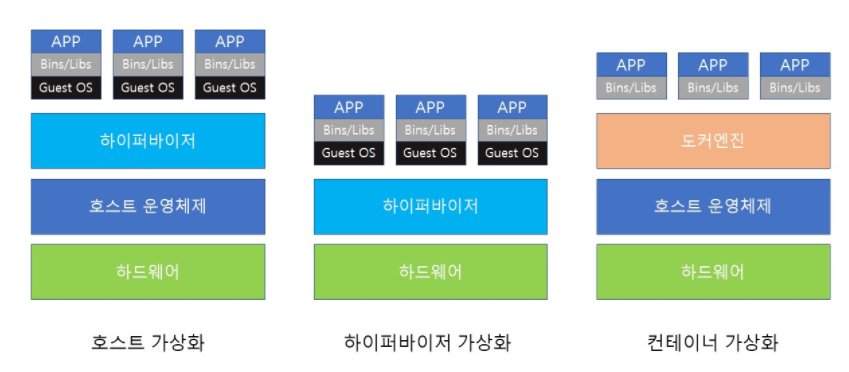 APP APP APP
Bins/Libs Bins/Libs Bins/Libs
Guest OS Guest OS Guest OS
하이퍼바이저
호스트 운영체제
하드웨어
호스트 가상화
APP APP APP
Bins/Libs Bins/Libs Bins/Libs
Guest OS Guest OS Guest OS
하이퍼바이저
하드웨어
하이퍼바이저 가상화
APP APP APP
Bins/Libs Bins/Libs Bins/Libs
도커엔진
호스트 운영체제
하드웨어
컨테이너 가상화